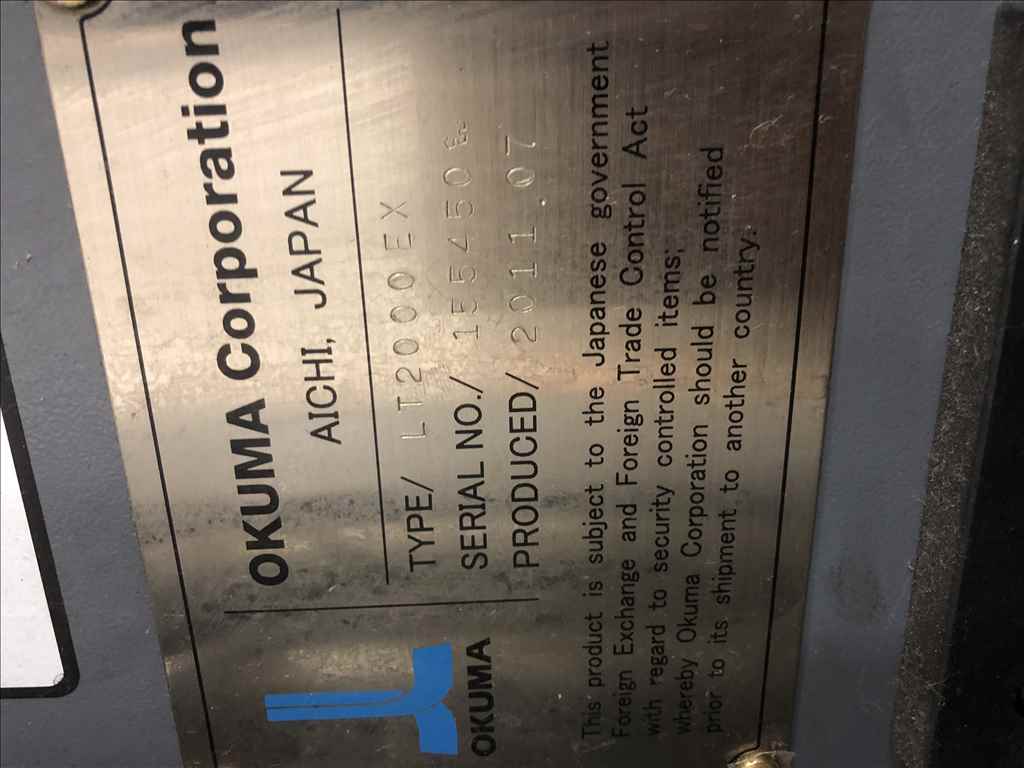 OKUMA Corporation
AICHI, JAPAN
TYPE/ LT2000EX
SERIAL NO./ 155450
PRODUCED/ 2011.07
OKUMA
This product is subject to the Japanese government
Foreign Exchange and Foreign Trade Control Act
with regard to security controlled items;
whereby Okuma Corporation should be notified
prior to its shipment to another country.